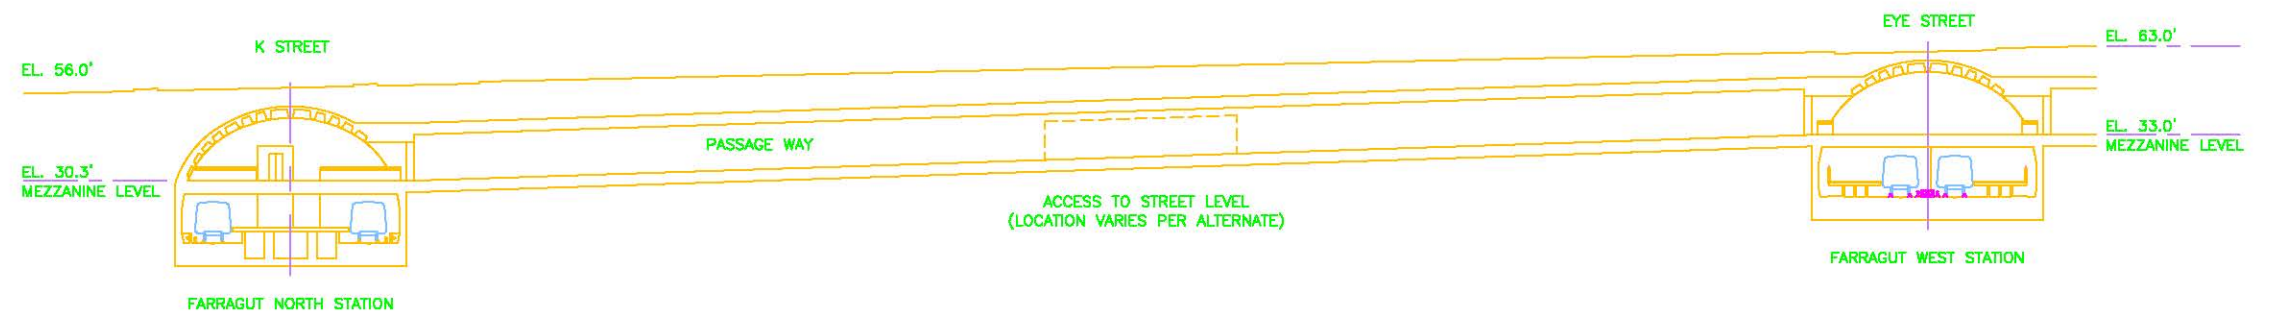 K STREET
EYE STREET
EL. 56.0'
EL. 63.0'
EL. 30.3'
MEZZANINE LEVEL
PASSAGE WAY
EL. 33.0'
MEZZANINE LEVEL
ACCESS TO STREET LEVEL
(LOCATION VARIES PER ALTERNATE)
FARRAGUT NORTH STATION
FARRAGUT WEST STATION